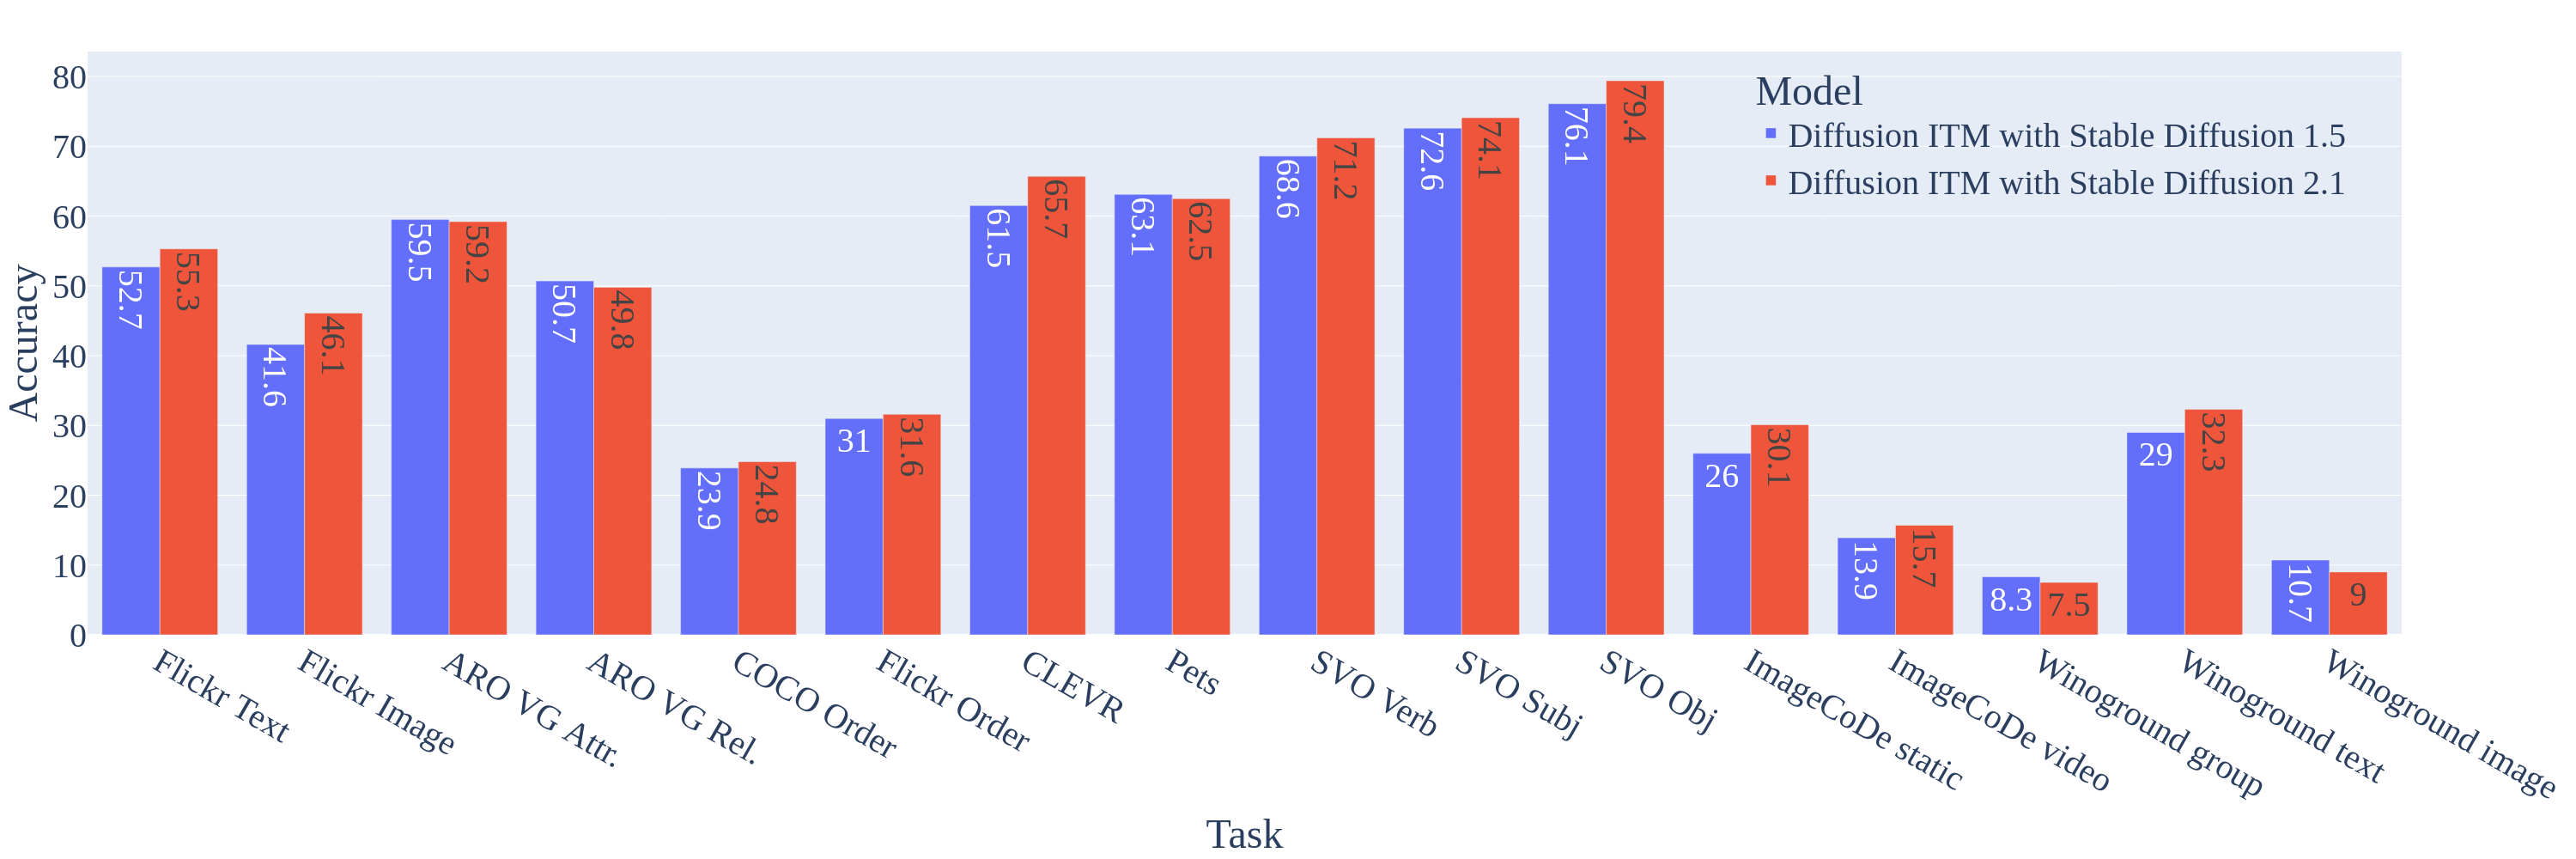 Model
Diffusion ITM with Stable Diffusion 1.5
Diffusion ITM with Stable Diffusion 2.1
Accuracy
80
70
60
50
40
30
20
10
0
52.7
55.3
41.6
46.1
59.5
59.2
50.7
49.8
23.9
24.8
31
31.6
61.5
65.7
63.1
62.5
68.6
71.2
72.6
74.1
76.1
79.4
26
30.1
13.9
15.7
8.3
7.5
29
32.3
10.7
9
Flickr Text
Flickr Image
ARO VG Attr.
ARO VG Rel.
COCO Order
Flickr Order
CLEVR
Pets
SVO Verb
SVO Subj
SVO Obj
ImageCoDe static
ImageCoDe video
Winoground group
Winoground text
Winoground image
Task